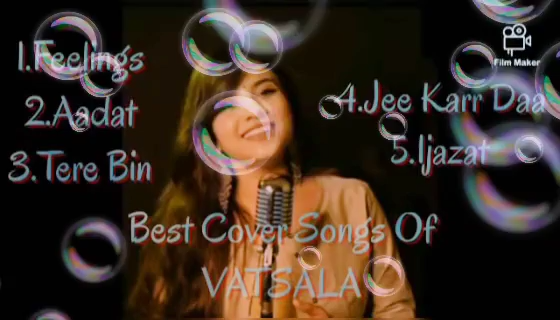 1.Feelings
2.Aadat
3.Tere Bin
4.Jee Karr Daa
5.Ijazat
Best Cover Songs Of
VATSALA
Film Maker